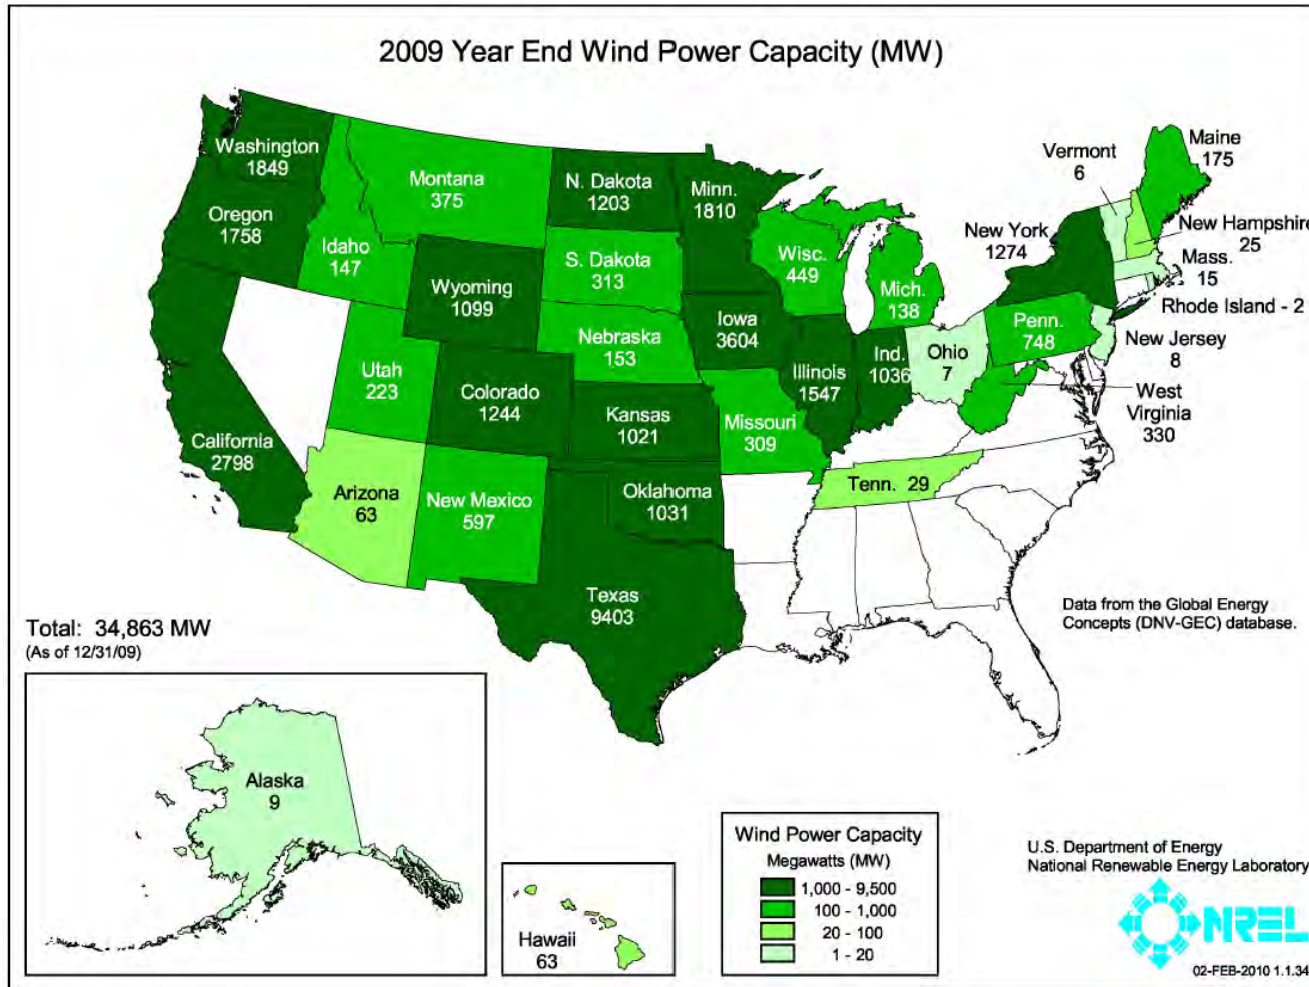 2009 Year End Wind Power Capacity (MW)
Washington
1849
Oregon
1758
California
2798
Idaho
147
Montana
375
Wyoming
1099
Utah
223
Colorado
1244
Arizona
63
New Mexico
597
N. Dakota
1203
S. Dakota
313
Nebraska
153
Kansas
1021
Oklahoma
1031
Texas
9403
Minn.
1810
Iowa
3604
Missouri
309
Wisc.
449
Illinois
1547
Mich.
138
Ind.
1036
Ohio
7
Tenn. 29
Penn.
748
New York
1274
Vermont
6
Maine
175
New Hampshire
25
Mass.
15
Rhode Island - 2
New Jersey
8
West
Virginia
330
Data from the Global Energy
Concepts (DNV-GEC) database.
Total: 34,863 MW
(As of 12/31/09)
Alaska
9
Hawaii
63
Wind Power Capacity
Megawatts (MW)
1,000 - 9,500
100 - 1,000
20 - 100
1 - 20
U.S. Department of Energy
National Renewable Energy Laboratory
NREL
02-FEB-2010 1.1.34